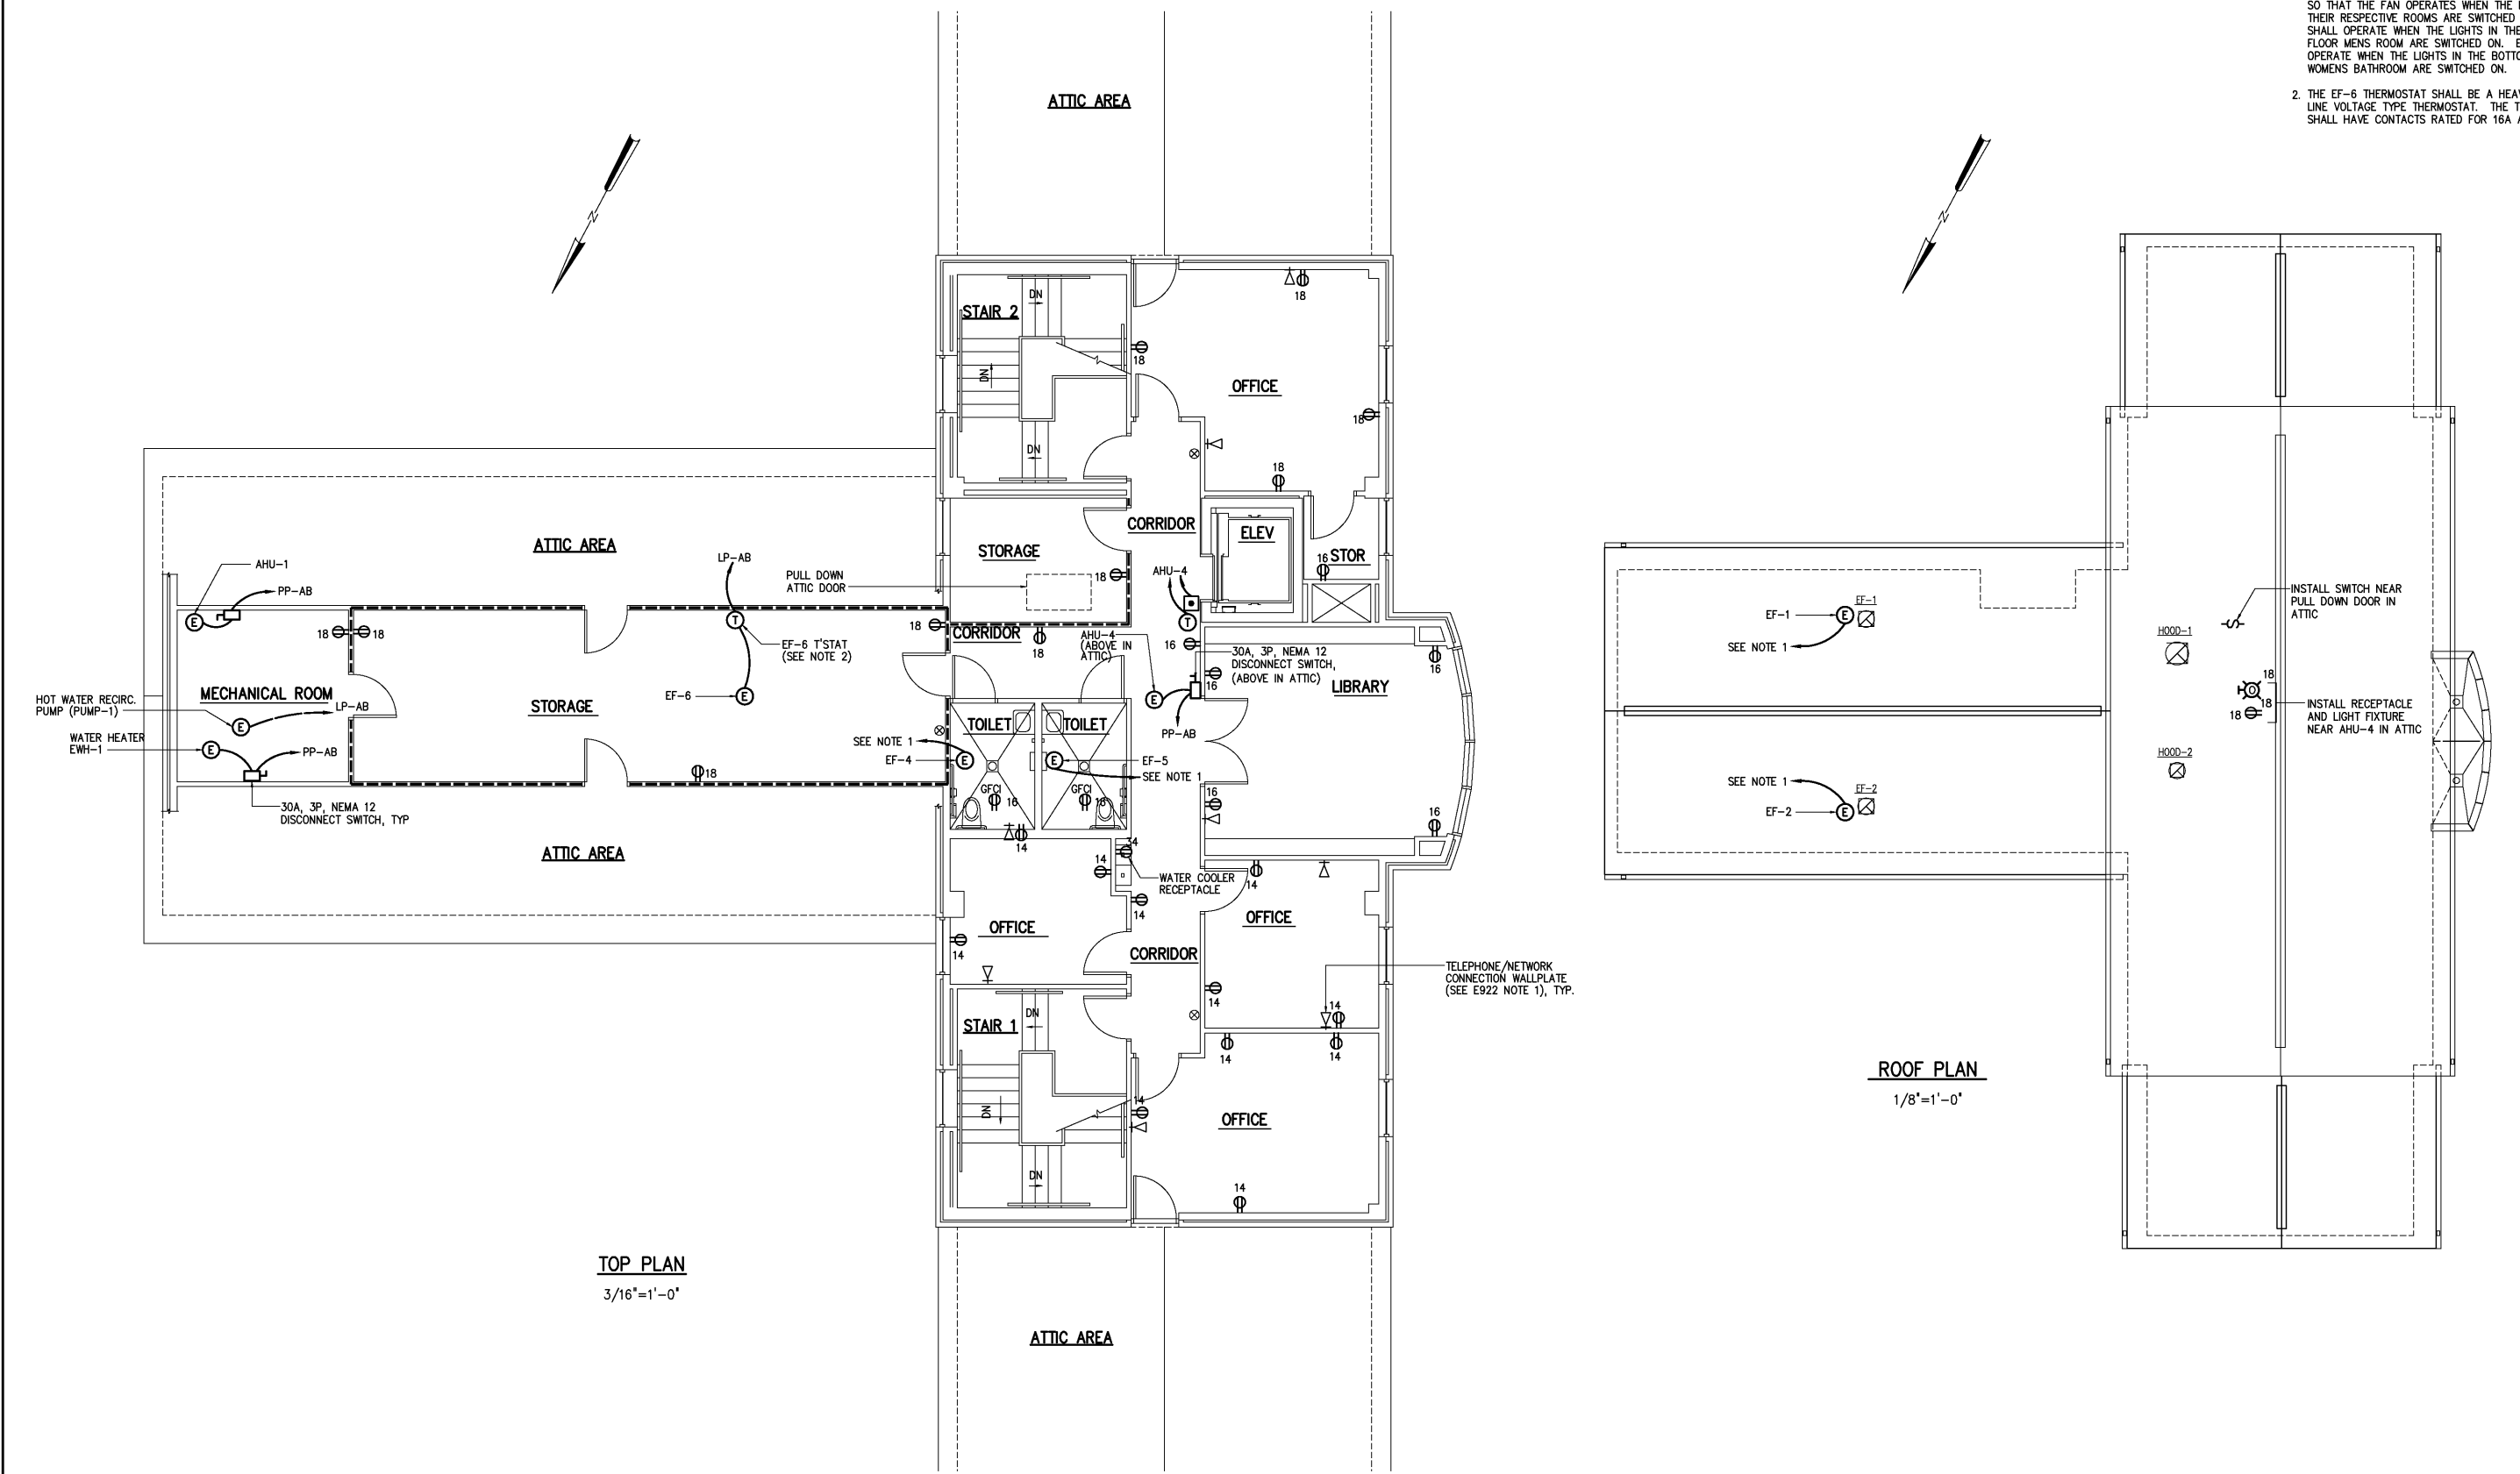 SO THAT THE FAN OPERATES WHEN THE
THEIR RESPECTIVE ROOMS ARE SWITCHED
SHALL OPERATE WHEN THE LIGHTS IN THE
FLOOR MENS ROOM ARE SWITCHED ON.
OPERATE WHEN THE LIGHTS IN THE
WOMENS BATHROOM ARE SWITCHED ON.
2. THE EF-6 THERMOSTAT SHALL BE A
LINE VOLTAGE TYPE THERMOSTAT. THE
SHALL HAVE CONTACTS RATED FOR 16A
ATTIC AREA
N
N
STAIR 2
DN
DN
DN
18
18
OFFICE
18
18
CORRIDOR
ELEV
16 STOR
ATTIC AREA
STORAGE
PULL DOWN
ATTIC DOOR
18
AHU-4
T
AHU-1
E
PP-AB
LP-AB
T
EF-6 T'STAT
(SEE NOTE 2)
18
18
18
CORRIDOR
18
AHU-4
(ABOVE IN
ATTIC)
E
16
30A, 3P, NEMA 12
DISCONNECT SWITCH,
(ABOVE IN ATTIC)
16
16
LIBRARY
MECHANICAL ROOM
HOT WATER RECIRC.
PUMP (PUMP-1)
E
LP-AB
STORAGE
EF-6
E
WATER HEATER
EWH-1
E
PP-AB
30A, 3P, NEMA 12
DISCONNECT SWITCH, TYP
18
TOILET
TOILET
PP-AB
SEE NOTE 1
EF-4
E
E
EF-5
SEE NOTE 1
GFCI
16
GFCI
16
16
16
ATTIC AREA
14
14
34
WATER COOLER
RECEPTACLE
14
14
OFFICE
14
OFFICE
CORRIDOR
14
14
TELEPHONE/NETWORK
CONNECTION WALLPLATE
(SEE E922 NOTE 1), TYP.
STAIR 1
DN
DN
DN
14
14
14
OFFICE
14
TOP PLAN
3/16"=1'-0"
ATTIC AREA
EF-1
E
EF-1
SEE NOTE 1
SEE NOTE 1
EF-2
E
EF-2
HOOD-1
HOOD-2
S
INSTALL SWITCH NEAR
PULL DOWN DOOR IN
ATTIC
18
18
18
INSTALL RECEPTACLE
AND LIGHT FIXTURE
NEAR AHU-4 IN ATTIC
ROOF PLAN
1/8"=1'-0"